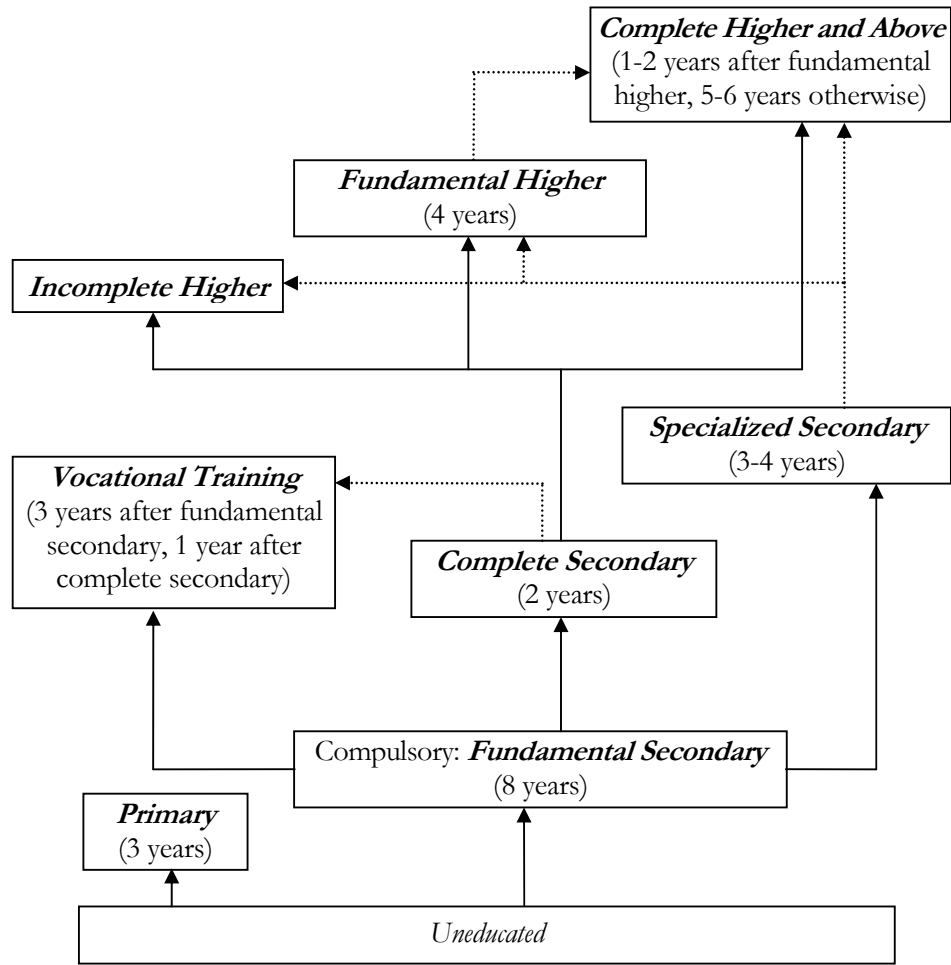 Complete Higher and Above
(1-2 years after fundamental
higher, 5-6 years otherwise)
Fundamental Higher
(4 years)
Incomplete Higher
Specialized Secondary
(3-4 years)
Vocational Training
(3 years after fundamental
secondary, 1 year after
complete secondary)
Complete Secondary
(2 years)
Compulsory: Fundamental Secondary
(8 years)
Primary
(3 years)
Uneducated